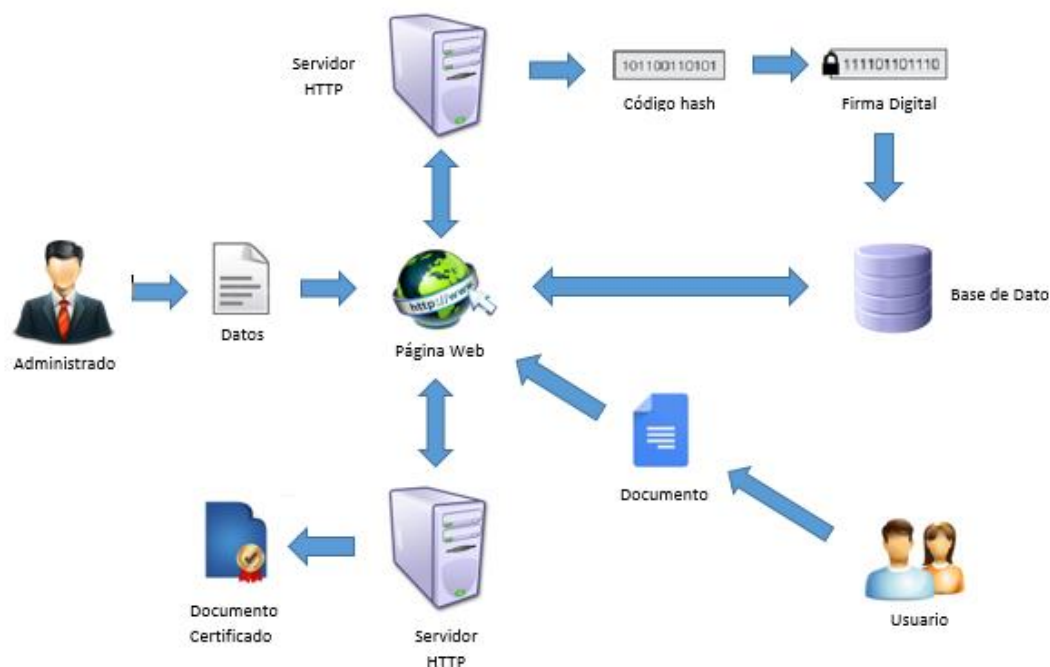 Servidor
HTTP
101100110101
Código hash
111101101110
Firma Digital
Administrado
Datos
http://www
Página Web
Base de Dato
Documento
Usuario
Documento
Certificado
Servidor
HTTP